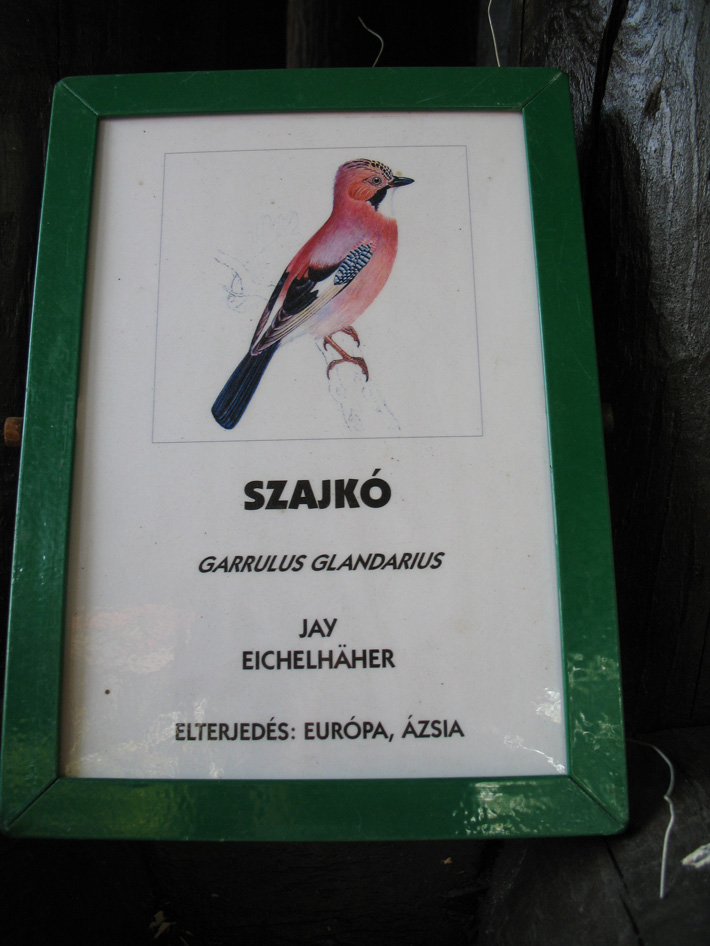 SZAJKÓ
GARRULUS GLANDARIUS
JAY
EICHELHÄHER
ELTERJEDÉS: EURÓPA, ÁZSIA